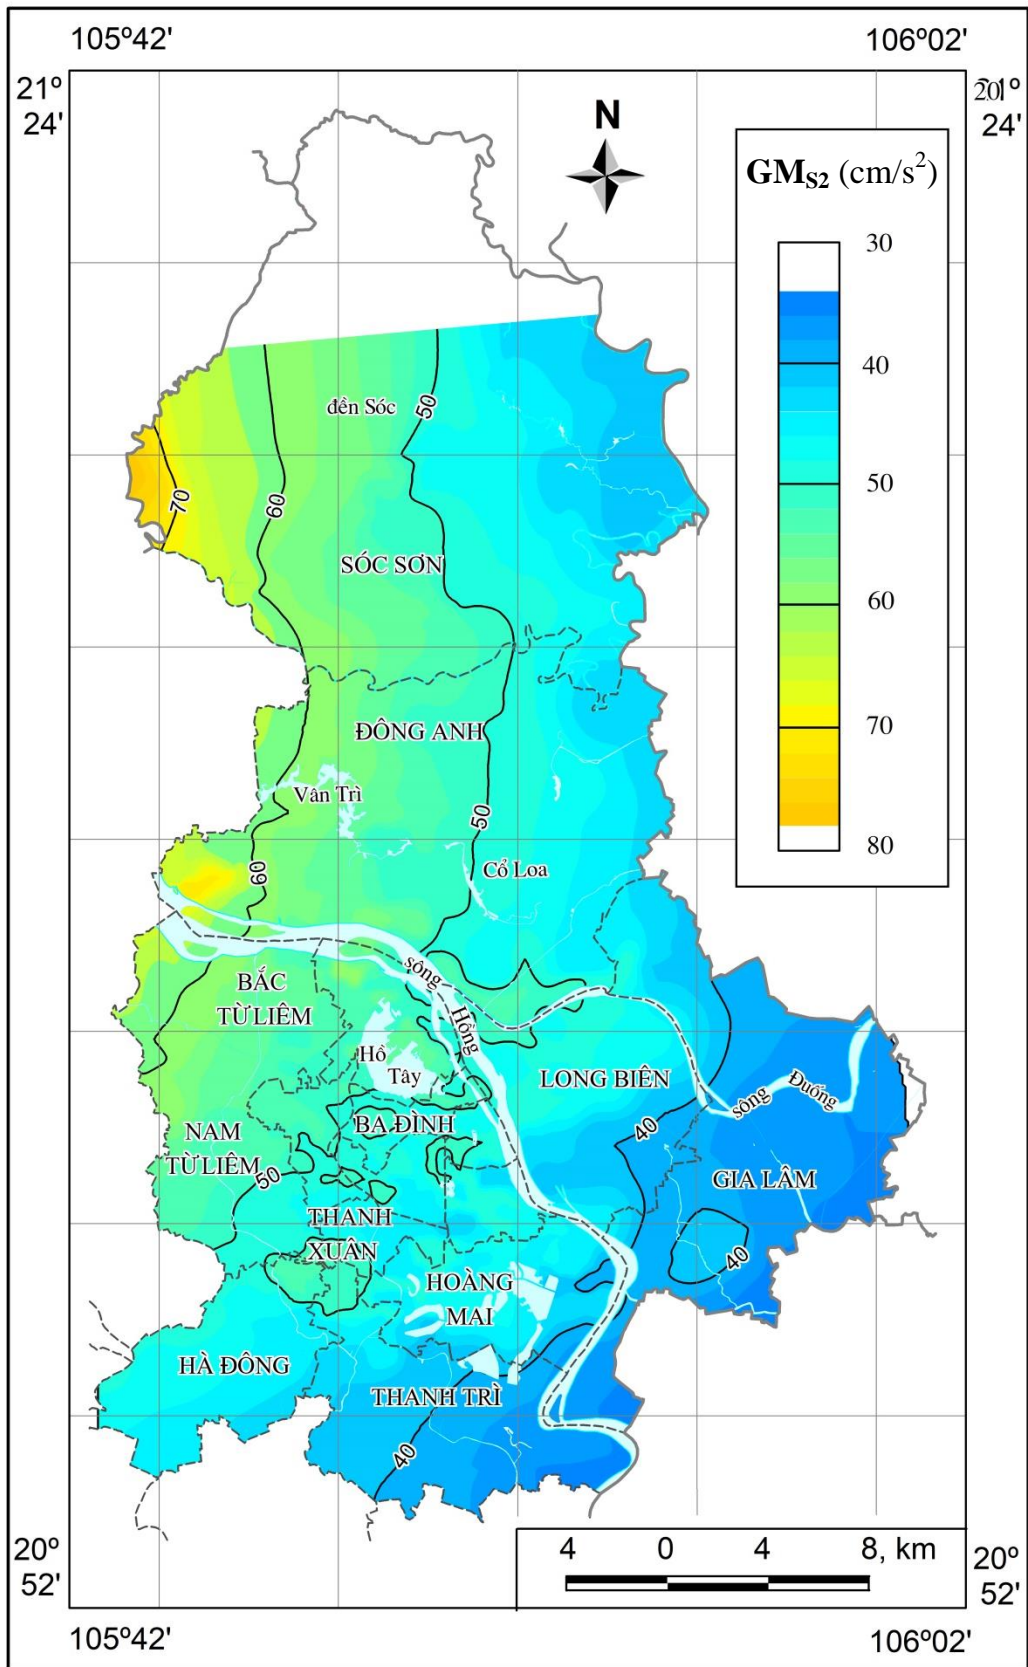 105º42' 106º02'
21º 24'
24'
N
GM_S2 (cm/s²)
30
40
50
60
70
80
đền Sóc
50
70
60
SÓC SƠN
ĐÔNG ANH
Vân Trì
50
60
Cổ Loa
sông
Hồng
BẮC
TỪ LIÊM
Hồ
Tây
LONG BIÊN
sông
Đuống
BA ĐÌNH
40
NAM
TỪ LIÊM
50
GIA LÂM
THANH
XUÂN
40
HOÀNG
MAI
HÀ ĐÔNG
THANH TRÌ
40
4 0 4 8, km
20º
52'
20º
52'
105º42' 106º02'